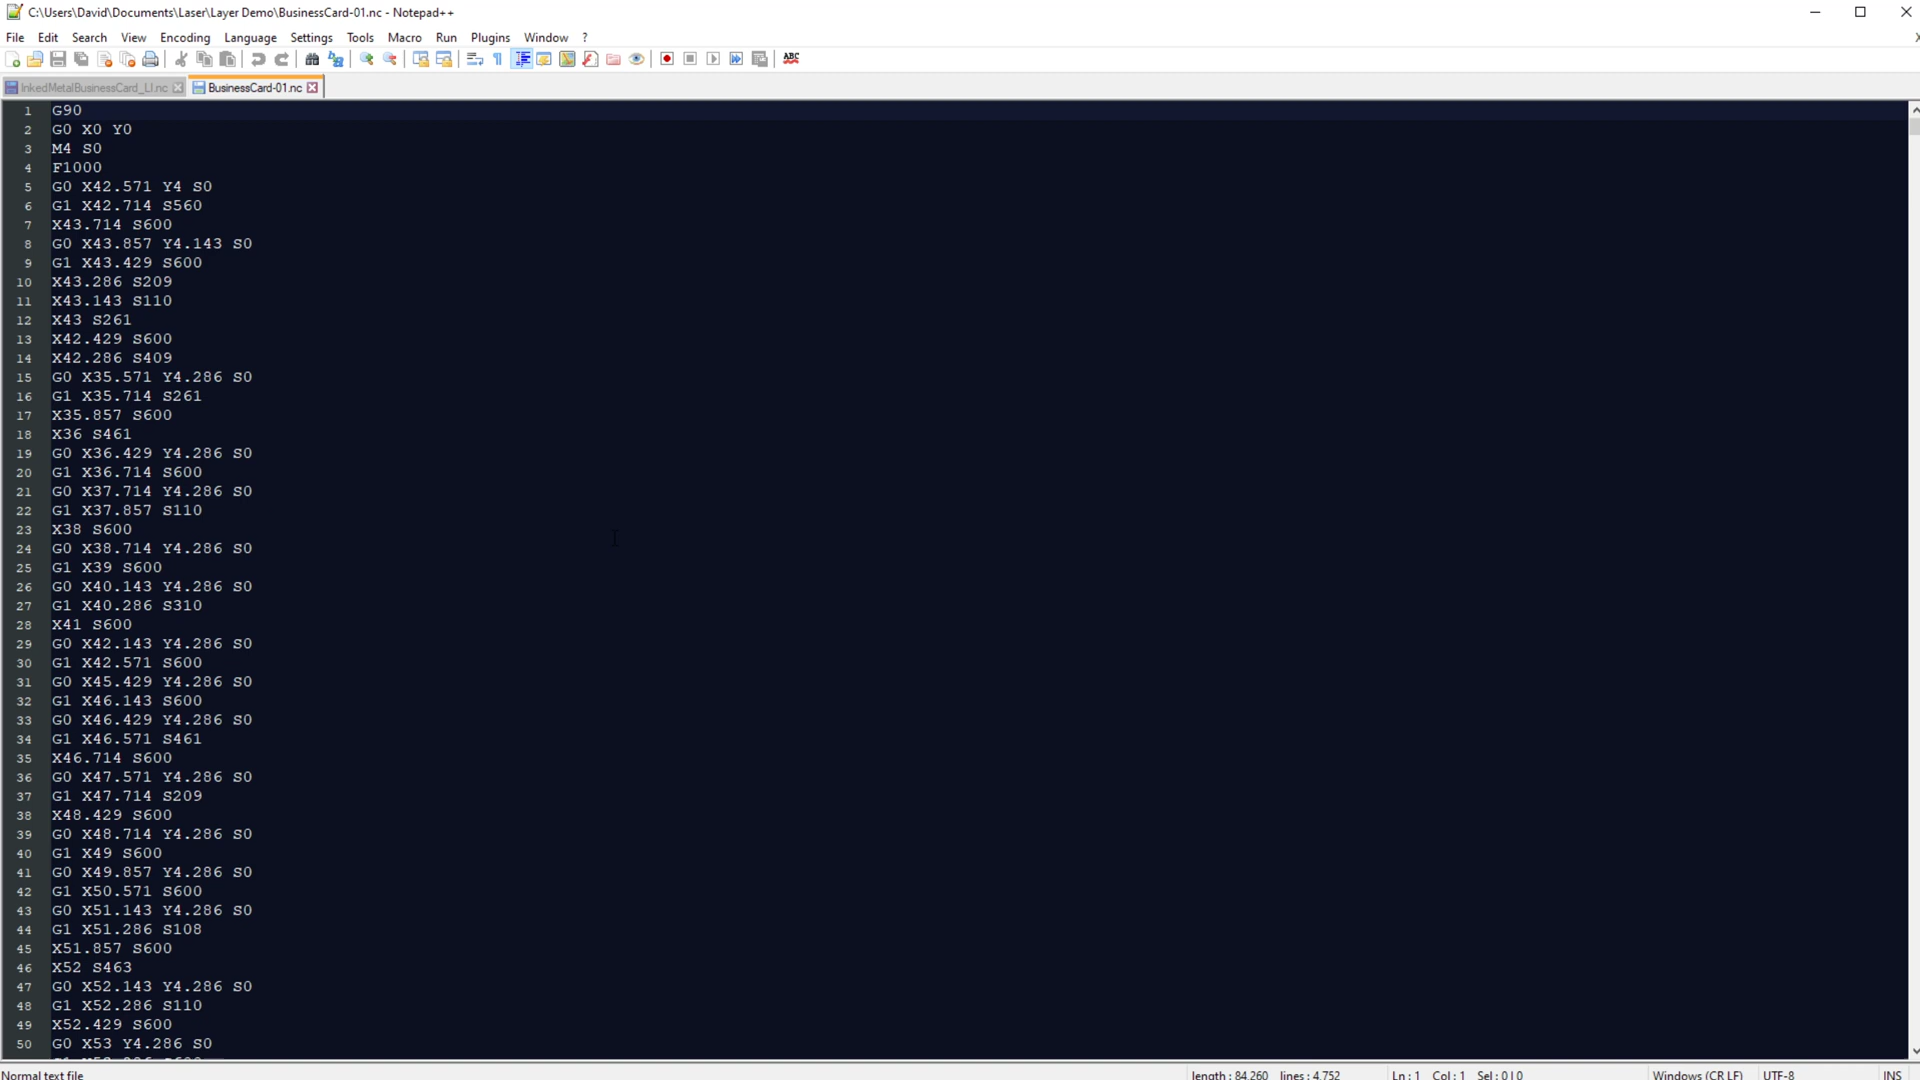 C:\Users\David\Documents\Laser\Layer Demo\BusinessCard-01.nc - Notepad++
File Edit Search View Encoding Language Settings Tools Macro Run Plugins Window ?
ABC
InkedMetalBusinessCard_LI.nc BusinessCard-01.nc
1 G90
2 G0 X0 Y0
3 M4 S0
4 F1000
5 G0 X42.571 Y4 S0
6 G1 X42.714 S560
7 X43.714 S600
8 G0 X43.857 Y4.143 S0
9 G1 X43.429 S600
10 X43.286 S209
11 X43.143 S110
12 X43 S261
13 X42.429 S600
14 X42.286 S409
15 G0 X35.571 Y4.286 S0
16 G1 X35.714 S261
17 X35.857 S600
18 X36 S461
19 G0 X36.429 Y4.286 S0
20 G1 X36.714 S600
21 G0 X37.714 Y4.286 S0
22 G1 X37.857 S110
23 X38 S600
24 G0 X38.714 Y4.286 S0
25 G1 X39 S600
26 G0 X40.143 Y4.286 S0
27 G1 X40.286 S310
28 X41 S600
29 G0 X42.143 Y4.286 S0
30 G1 X42.571 S600
31 G0 X45.429 Y4.286 S0
32 G1 X46.143 S600
33 G0 X46.429 Y4.286 S0
34 G1 X46.571 S461
35 X46.714 S600
36 G0 X47.571 Y4.286 S0
37 G1 X47.714 S209
38 X48.429 S600
39 G0 X48.714 Y4.286 S0
40 G1 X49 S600
41 G0 X49.857 Y4.286 S0
42 G1 X50.571 S600
43 G0 X51.143 Y4.286 S0
44 G1 X51.286 S108
45 X51.857 S600
46 X52 S463
47 G0 X52.143 Y4.286 S0
48 G1 X52.286 S110
49 X52.429 S600
50 G0 X53 Y4.286 S0
Normal text file length : 84,260 lines : 4,752 Ln : 1 Col : 1 Sel : 0 | 0 Windows (CR LF) UTF-8 INS